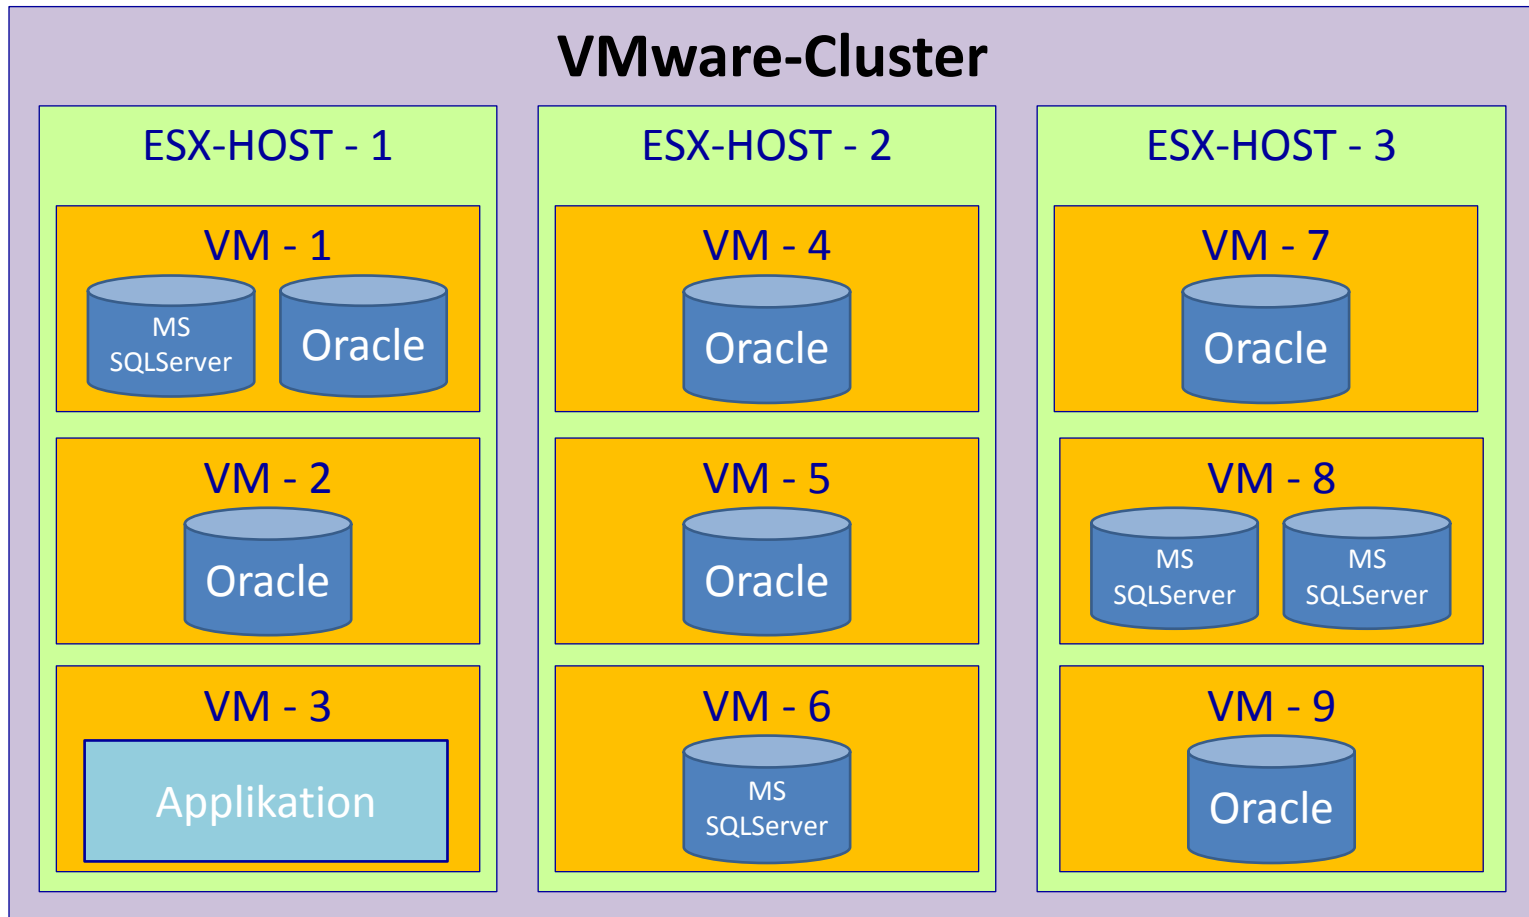 VMware-Cluster
ESX-HOST - 1
VM - 1
MS
SQLServer
Oracle
VM - 2
Oracle
VM - 3
Applikation
ESX-HOST - 2
VM - 4
Oracle
VM - 5
Oracle
VM - 6
MS
SQLServer
ESX-HOST - 3
VM - 7
Oracle
VM - 8
MS
SQLServer
MS
SQLServer
VM - 9
Oracle